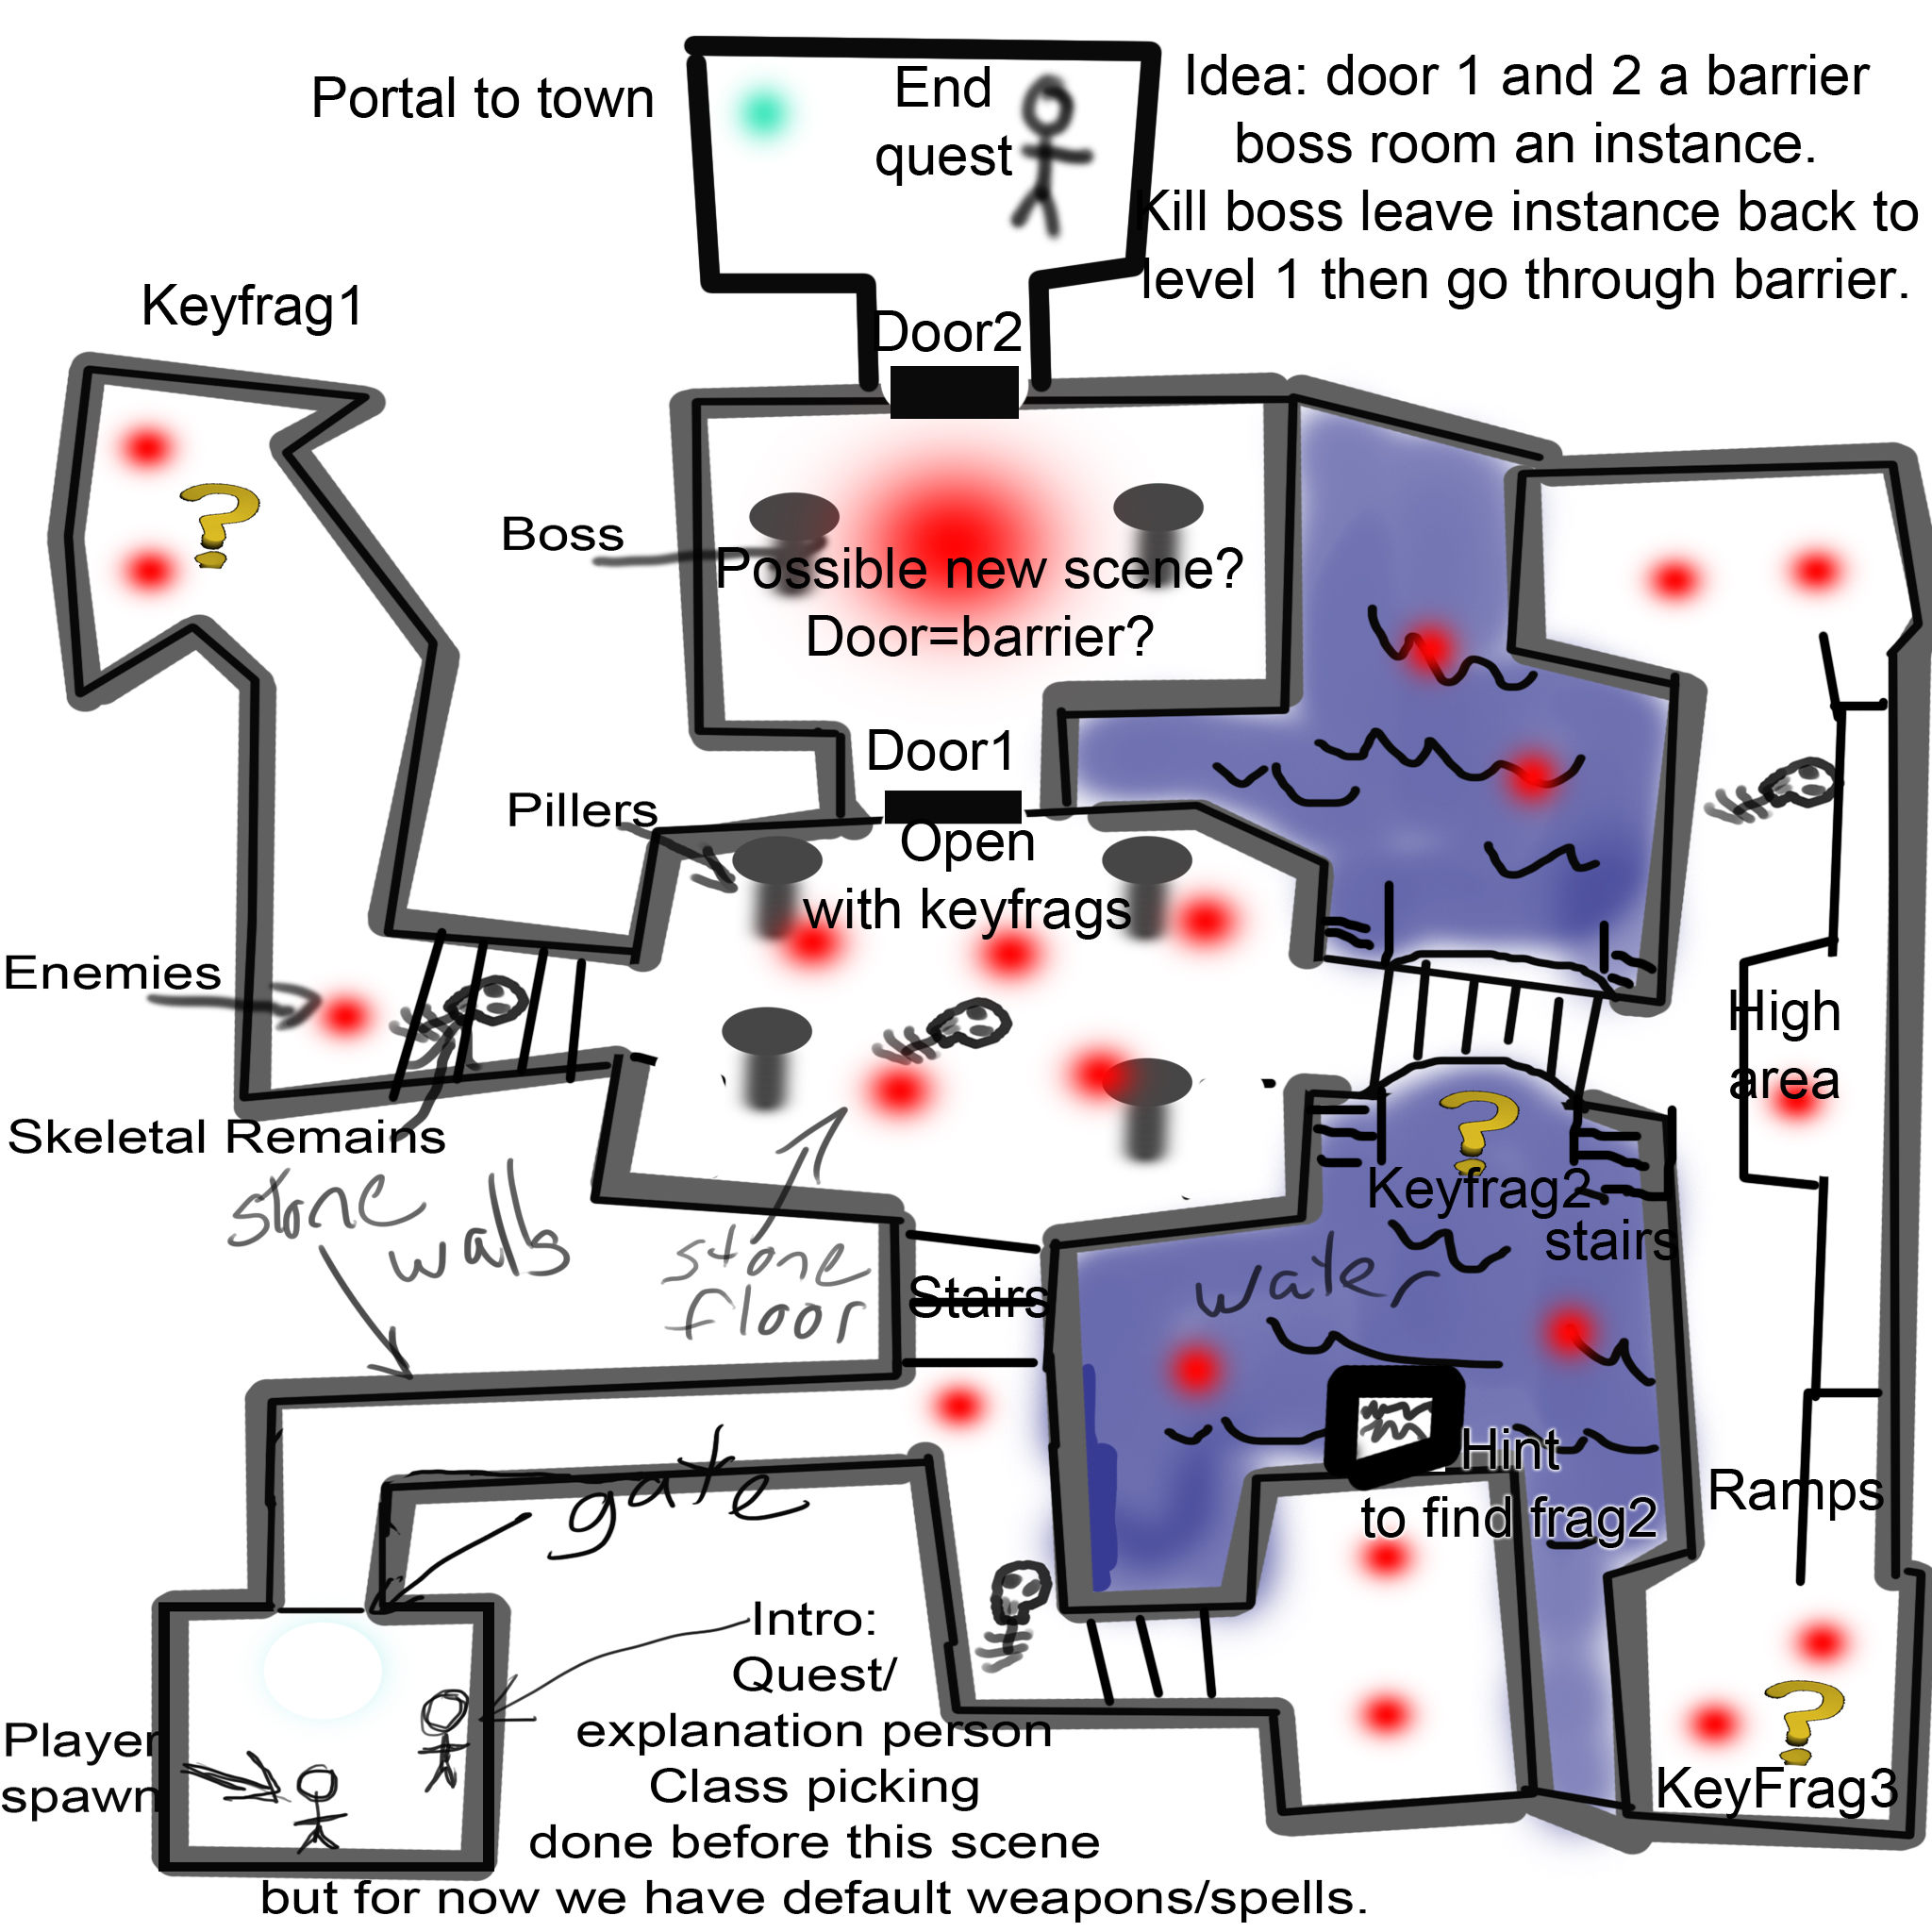 Portal to town
End
quest
Idea: door 1 and 2 a barrier
boss room an instance.
Kill boss leave instance back to
level 1 then go through barrier.
Keyfrag1
Door2
?
Boss
Possible new scene?
Door=barrier?
Door1
Pillers
Open
with keyfrags
Enemies
High
area
Skeletal Remains
?
Keyfrag2
stairs
stone
walls
stone
floor
Stairs
water
Hint
to find frag2
Ramps
gate
Intro:
Quest/
explanation person
Class picking
done before this scene
but for now we have default weapons/spells.
Player
spawn
?
KeyFrag3